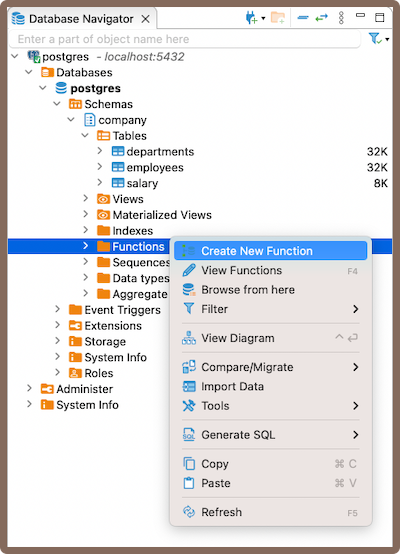 Database Navigator
Enter a part of object name here
postgres - localhost:5432
Databases
postgres
Schemas
company
Tables
departments 32K
employees 32K
salary 8K
Views
Materialized Views
Indexes
Functions
Sequences
Data types
Aggregate
Event Triggers
Extensions
Storage
System Info
Roles
Administer
System Info
Create New Function
View Functions F4
Browse from here
Filter
View Diagram ^ ⏎
Compare/Migrate
Import Data
Tools
Generate SQL
Copy ⌘ C
Paste ⌘ V
Refresh F5